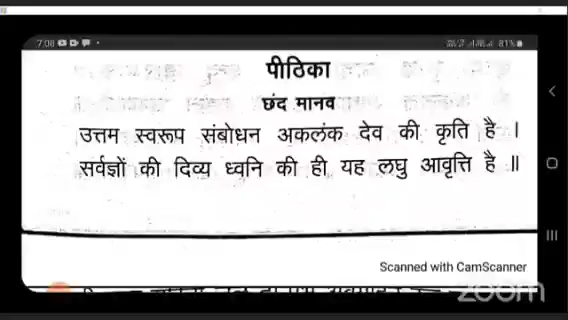 7:08
81%
पीठिका
छंद मानव
उत्तम स्वरूप संबोधन अकलंक देव की कृति है ।
सर्वज्ञों की दिव्य ध्वनि की ही यह लघु आवृत्ति है ॥
Scanned with CamScanner
zoom